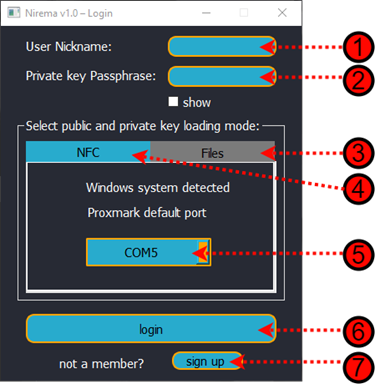 Nirema v1.0 – Login
User Nickname:
1
Private key Passphrase:
2
show
Select public and private key loading mode:
NFC Files
3
4
Windows system detected
Proxmark default port
COM5
5
login
6
not a member? sign up
7